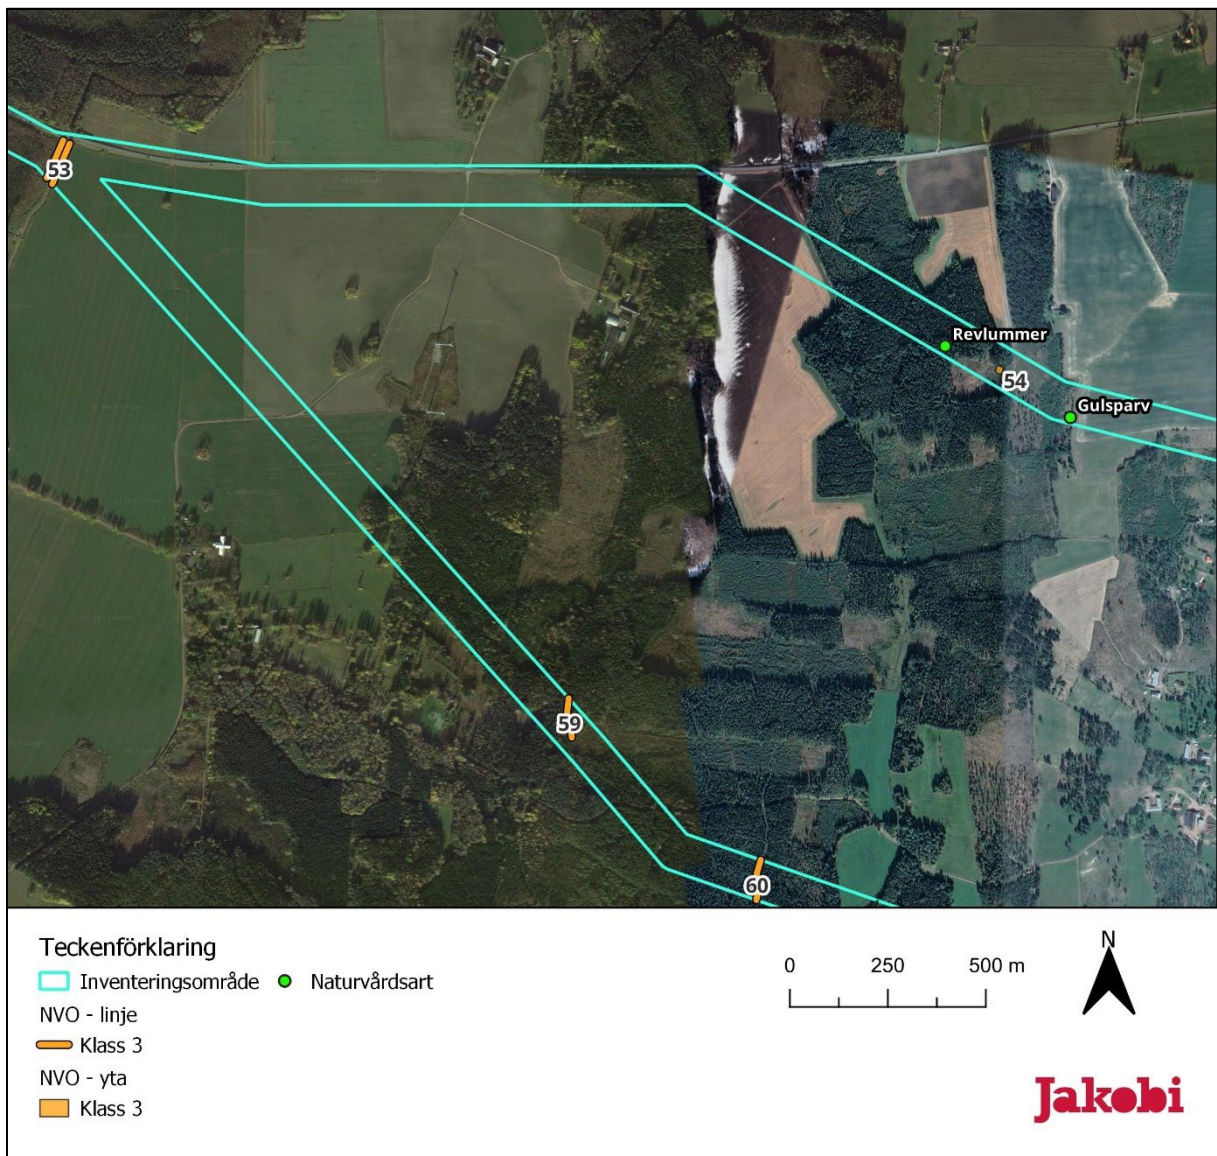 53
Revlummer
54
Gulsparv
59
60
Teckenförklaring
Inventeringsområde
Naturvårdsart
NVO - linje
Klass 3
NVO - yta
Klass 3
0 250 500 m
N
Jakobi